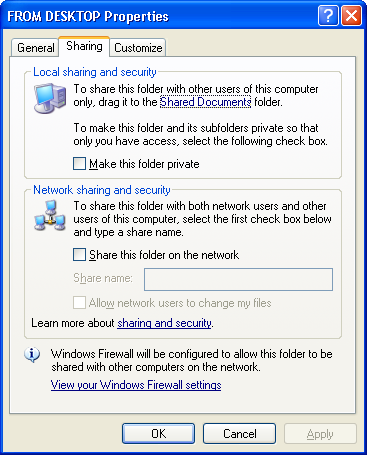 FROM DESKTOP Properties
General Sharing Customize
Local sharing and security
To share this folder with other users of this computer
only, drag it to the Shared Documents folder.
To make this folder and its subfolders private so that
only you have access, select the following check box.
Make this folder private
Network sharing and security
To share this folder with both network users and other
users of this computer, select the first check box below
and type a share name.
Share this folder on the network
Share name:
Allow network users to change my files
Learn more about sharing and security.
Windows Firewall will be configured to allow this folder to be
shared with other computers on the network.
View your Windows Firewall settings
OK Cancel Apply